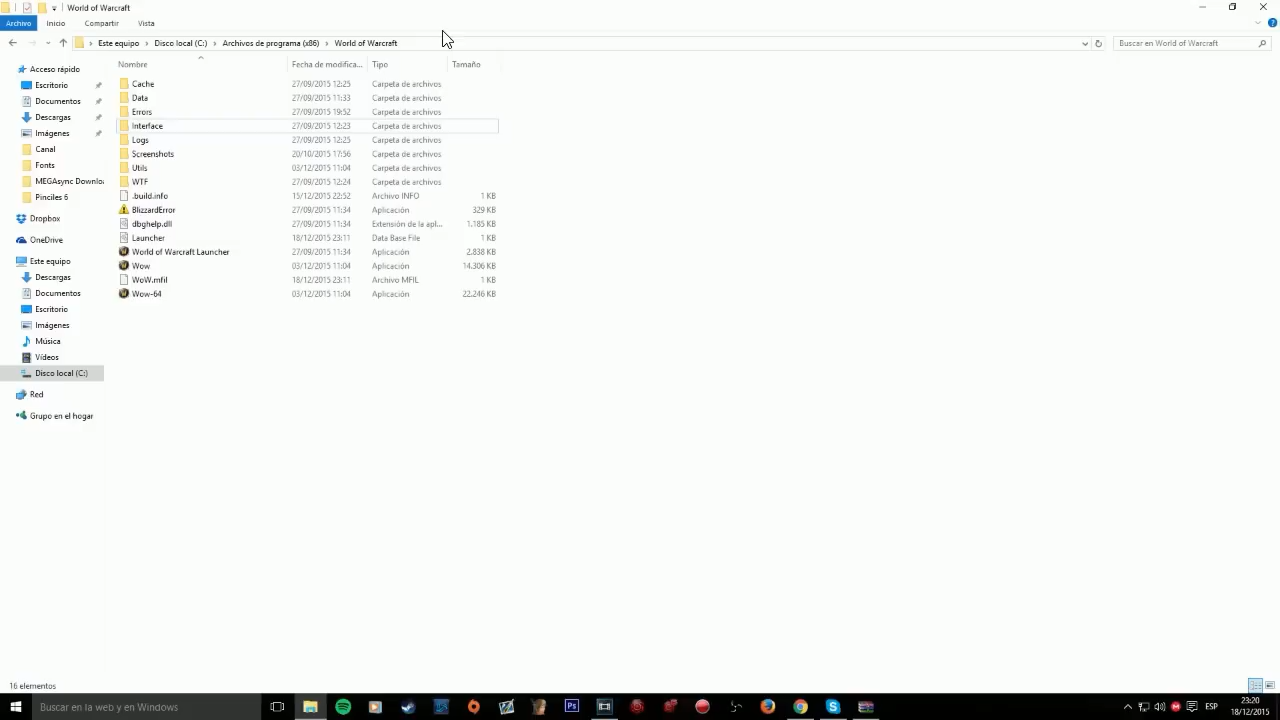 World of Warcraft
Archivo Inicio Compartir Vista
Este equipo > Disco local (C:) > Archivos de programa (x86) > World of Warcraft
Buscar en World of Warcraft
Nombre Fecha de modifica... Tipo Tamaño
Acceso rápido
Escritorio
Documentos
Descargas
Imágenes
Canal
Fonts
MEGAsync Downlo
Pinciles 6
Dropbox
OneDrive
Este equipo
Descargas
Documentos
Escritorio
Imágenes
Música
Vídeos
Disco local (C:)
Red
Grupo en el hogar
Cache 27/09/2015 12:25 Carpeta de archivos
Data 27/09/2015 11:33 Carpeta de archivos
Errors 27/09/2015 19:52 Carpeta de archivos
Interface 27/09/2015 12:23 Carpeta de archivos
Logs 27/09/2015 12:25 Carpeta de archivos
Screenshots 20/10/2015 17:56 Carpeta de archivos
Utils 03/12/2015 11:04 Carpeta de archivos
WTF 27/09/2015 12:24 Carpeta de archivos
.build.info 15/12/2015 22:52 Archivo INFO 1 KB
BlizzardError 27/09/2015 11:34 Aplicación 329 KB
dbghelp.dll 27/09/2015 11:34 Extensión de la apl... 1.185 KB
Launcher 18/12/2015 23:11 Data Base File 1 KB
World of Warcraft Launcher 27/09/2015 11:34 Aplicación 2.838 KB
Wow 03/12/2015 11:04 Aplicación 14.306 KB
WoW.mfil 18/12/2015 23:11 Archivo MFIL 1 KB
Wow-64 03/12/2015 11:04 Aplicación 22.246 KB
16 elementos
Buscar en la web y en Windows
Ps
ESP
23:20
18/12/2015